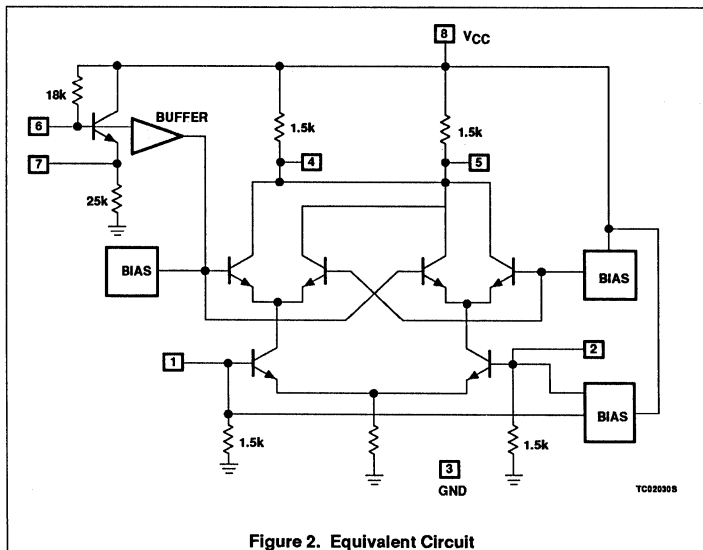 8 VCC
18k
BUFFER
6
1.5k
1.5k
7
4
5
25k
BIAS
BIAS
1
2
BIAS
1.5k
1.5k
3
GND
TC02030S
Figure 2. Equivalent Circuit